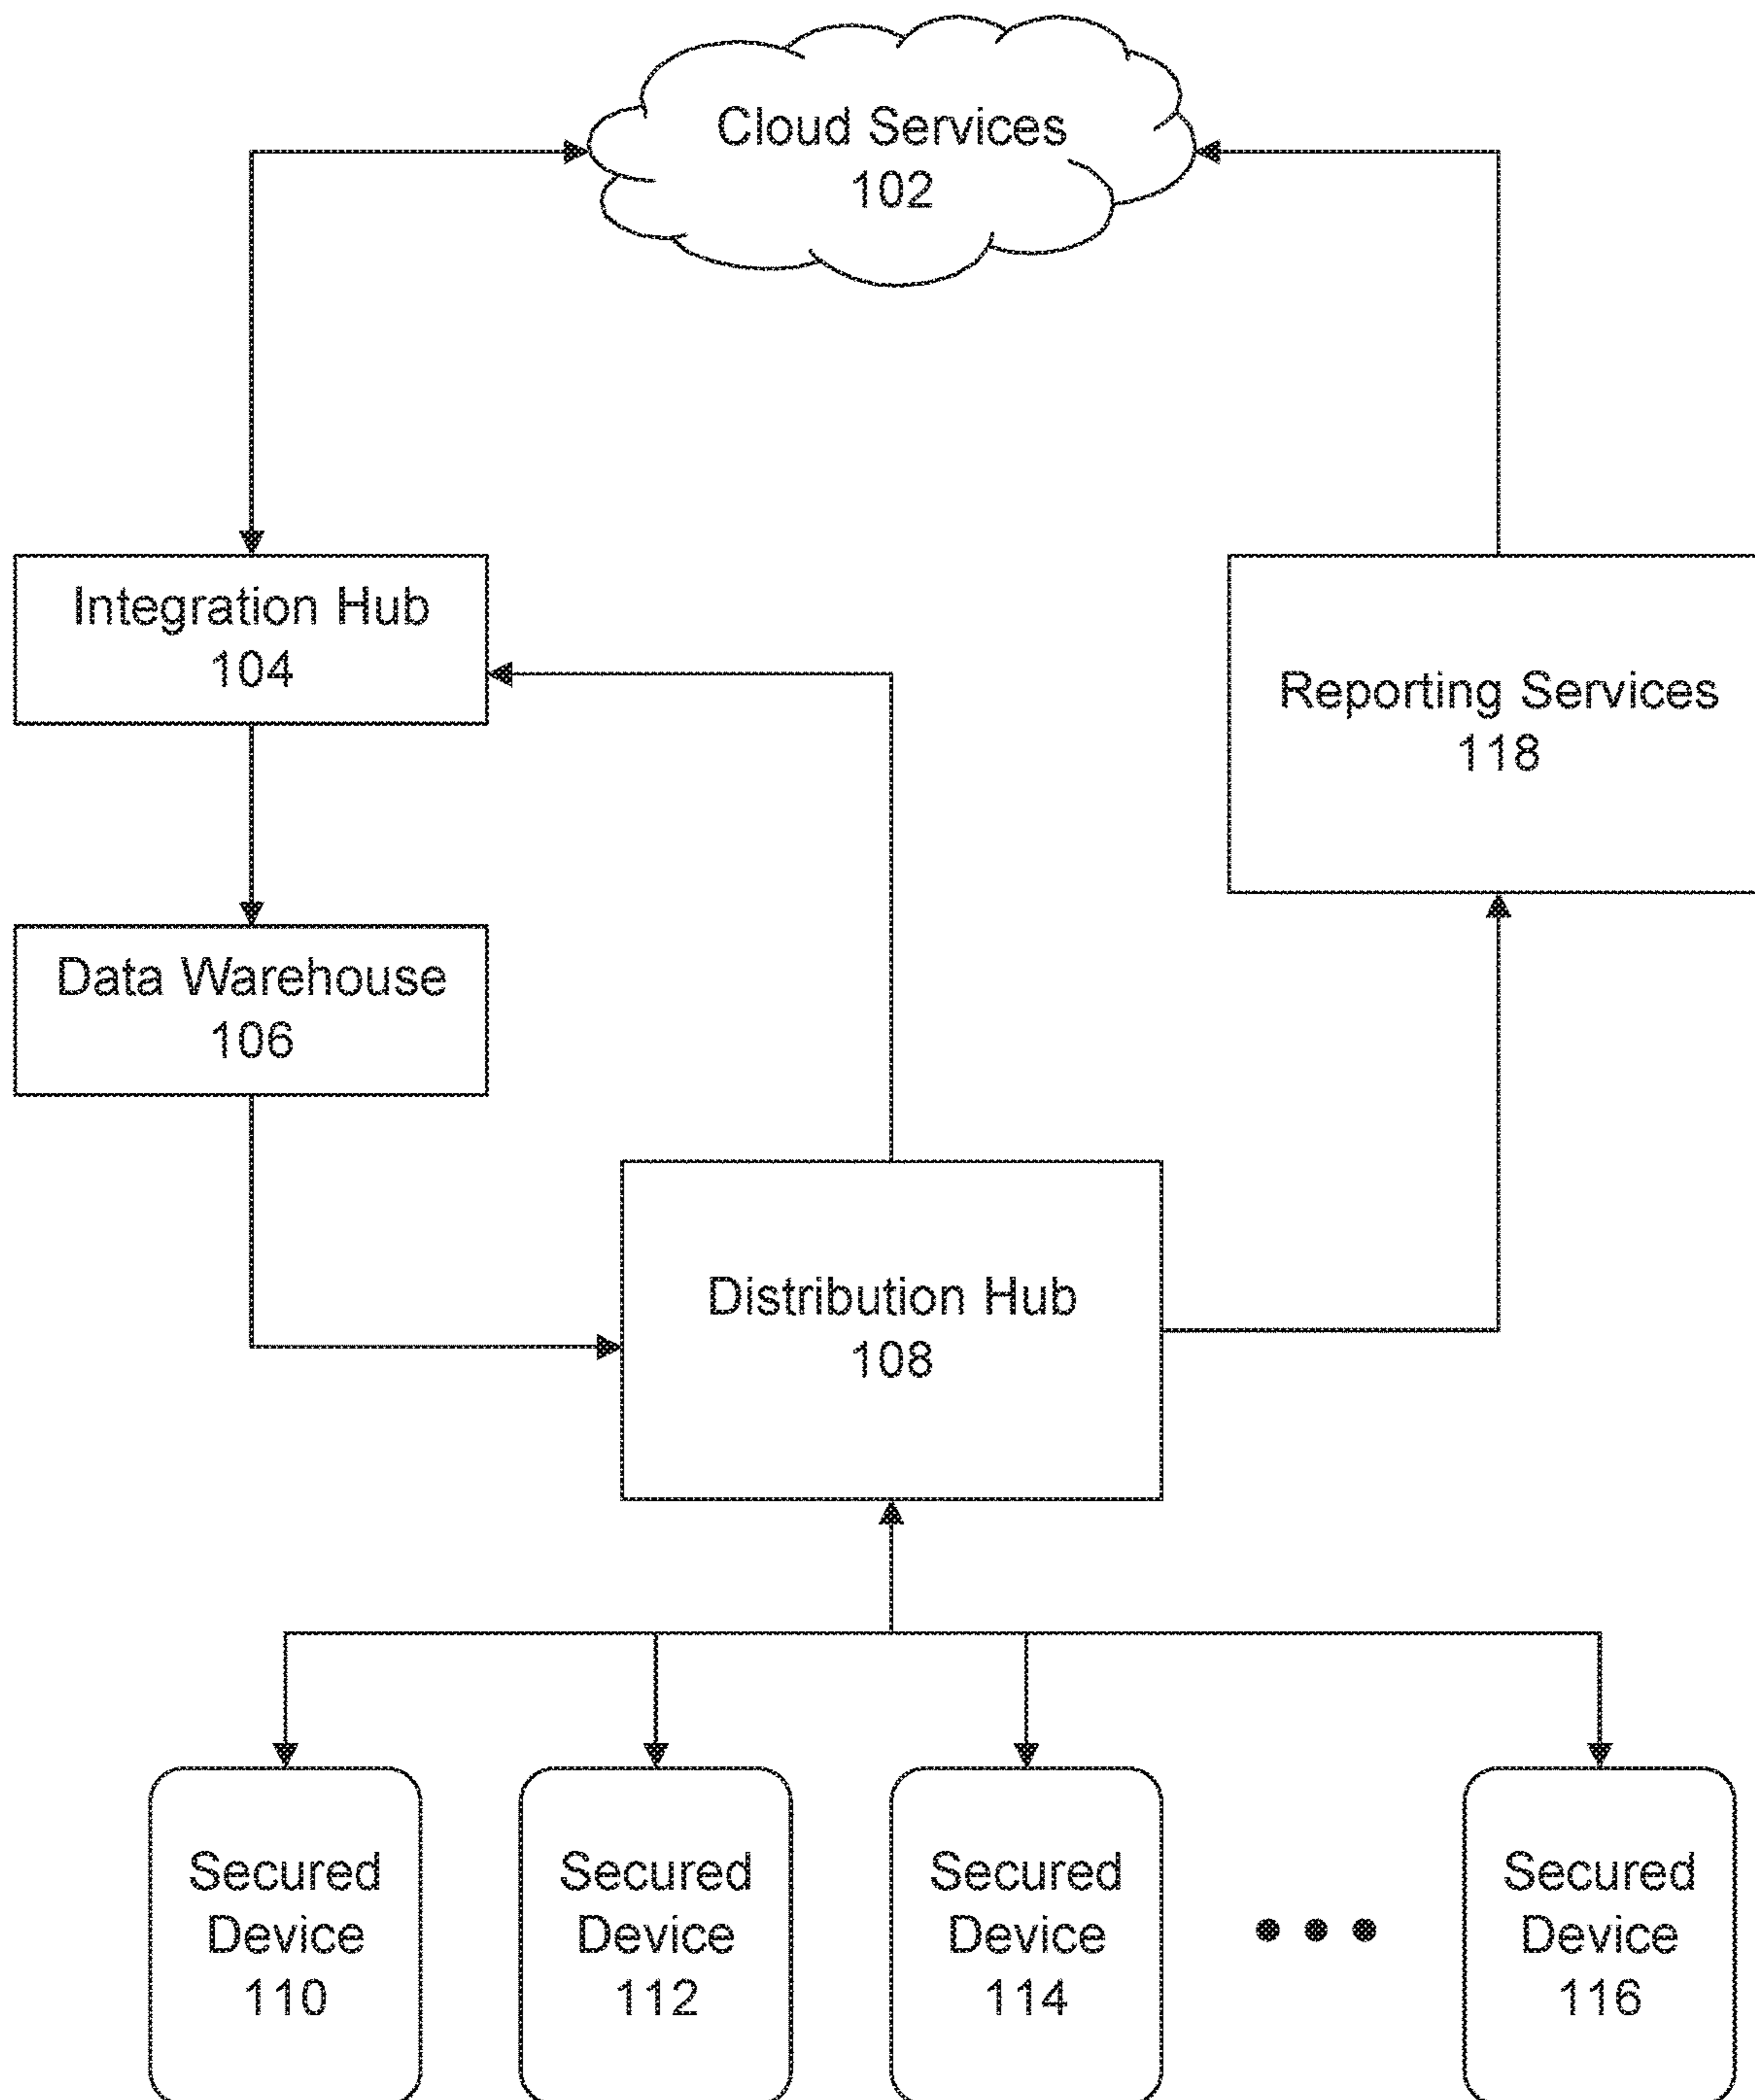 Cloud Services
102
Integration Hub
104
Reporting Services
118
Data Warehouse
106
Distribution Hub
108
Secured
Device
110
Secured
Device
112
Secured
Device
114
Secured
Device
116